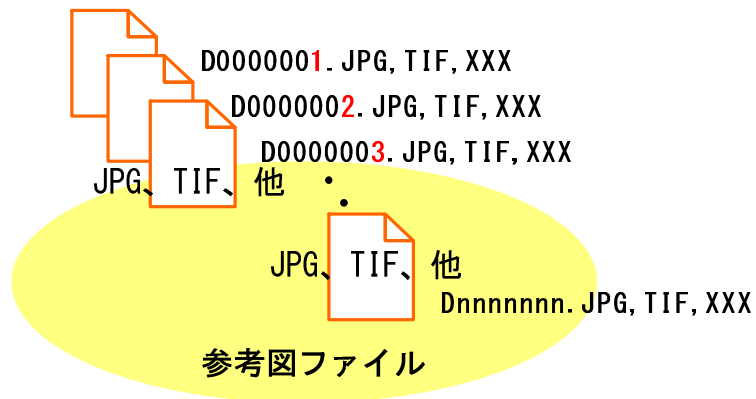 D0000001.JPG,TIF,XXX
D0000002.JPG,TIF,XXX
D0000003.JPG,TIF,XXX
JPG、TIF、他
JPG、TIF、他
Dnnnnnnn.JPG,TIF,XXX
参考図ファイル